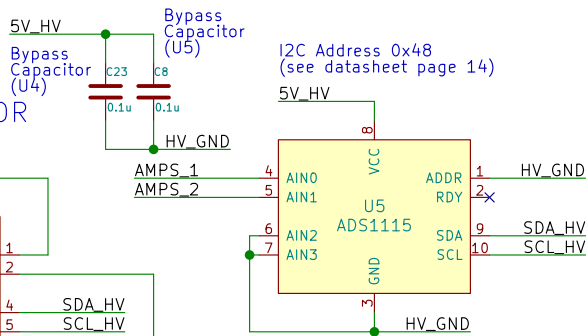 5V_HV
Bypass
Capacitor
(U4)
Bypass
Capacitor
(U5)
C23
0.1u
C8
0.1u
HV_GND
OR
I2C Address 0x48
(see datasheet page 14)
5V_HV
8
VCC
AMPS_1
4
AIN0
AMPS_2
5
AIN1
6
AIN2
7
AIN3
U5
ADS1115
ADDR
1
HV_GND
RDY
2
SDA
9
SDA_HV
SCL
10
SCL_HV
GND
3
HV_GND
1
2
4
SDA_HV
5
SCL_HV